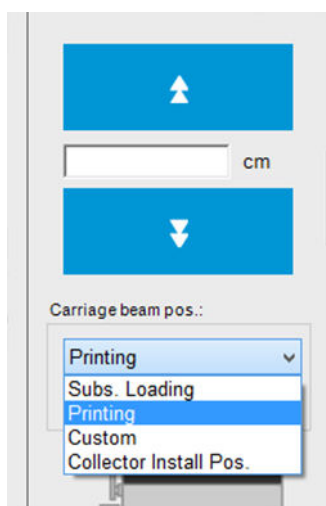 cm
Carriage beam pos.:
Printing
Subs. Loading
Printing
Custom
Collector Install Pos.